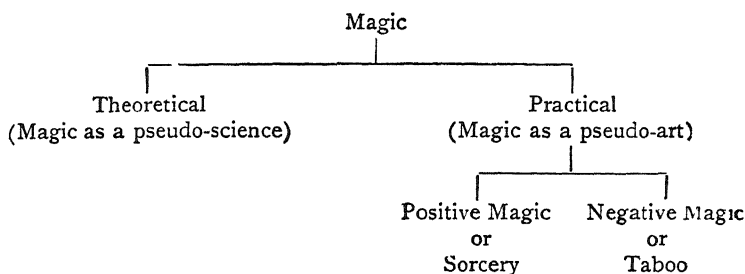 Magic
Theoretical
(Magic as a pseudo-science)
Practical
(Magic as a pseudo-art)
Positive Magic
or
Sorcery
Negative Magic
or
Taboo